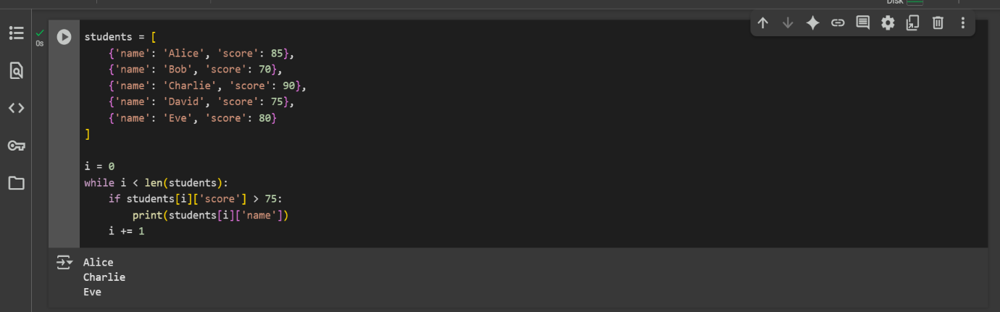 Disk
0s
students = [
    {'name': 'Alice', 'score': 85},
    {'name': 'Bob', 'score': 70},
    {'name': 'Charlie', 'score': 90},
    {'name': 'David', 'score': 75},
    {'name': 'Eve', 'score': 80}
]
i = 0
while i < len(students):
    if students[i]['score'] > 75:
        print(students[i]['name'])
    i += 1
Alice
Charlie
Eve